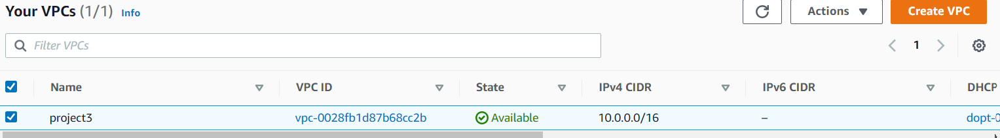 Your VPCs (1/1) Info
Actions
Create VPC
Filter VPCs
1
Name VPC ID State IPv4 CIDR IPv6 CIDR DHCP
project3 vpc-0028fb1d87b68cc2b Available 10.0.0.0/16 – dopt-0